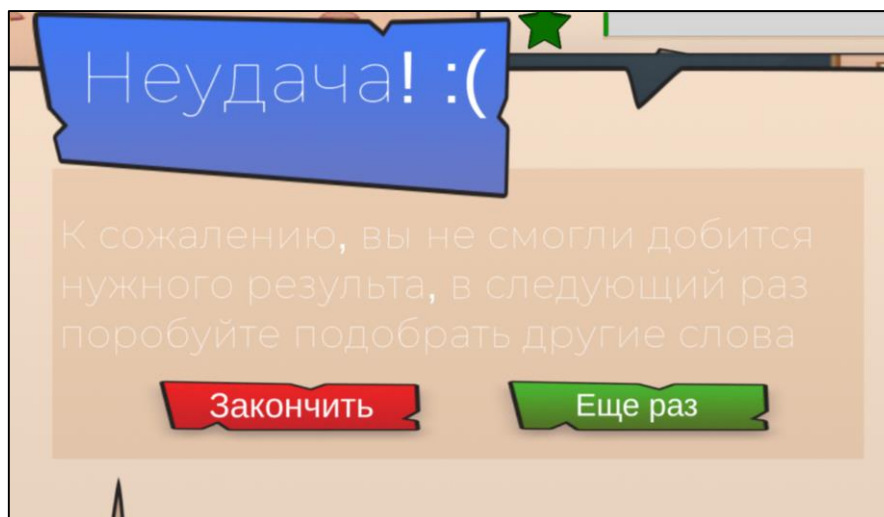 Неудача! :(
К сожалению, вы не смогли добится
нужного результа, в следующий раз
поробуйте подобрать другие слова
Закончить
Еще раз